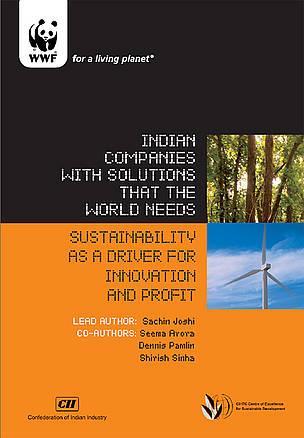 WWF
for a living planet®
INDIAN
COMPANIES
WITH SOLUTIONS
THAT THE
WORLD NEEDS
SUSTAINABILITY
AS A DRIVER FOR
INNOVATION
AND PROFIT
LEAD AUTHOR: Sachin Joshi
CO-AUTHORS: Seema Arora
Dennis Pamlin
Shirish Sinha
CII
Confederation of Indian Industry
CII-ITC Centre of Excellence
for Sustainable Development